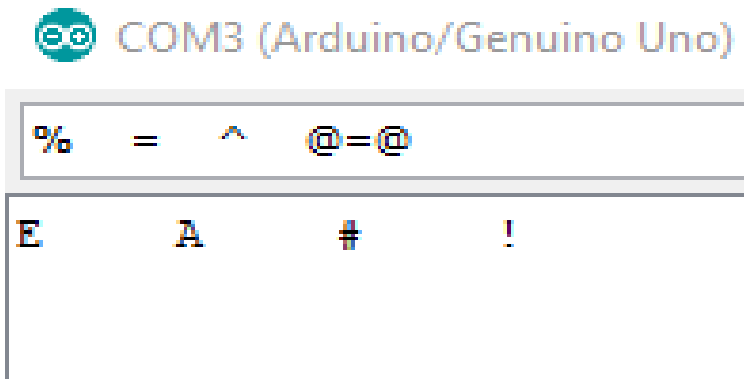 COM3 (Arduino/Genuino Uno)
% = ^ @=@
E A # !